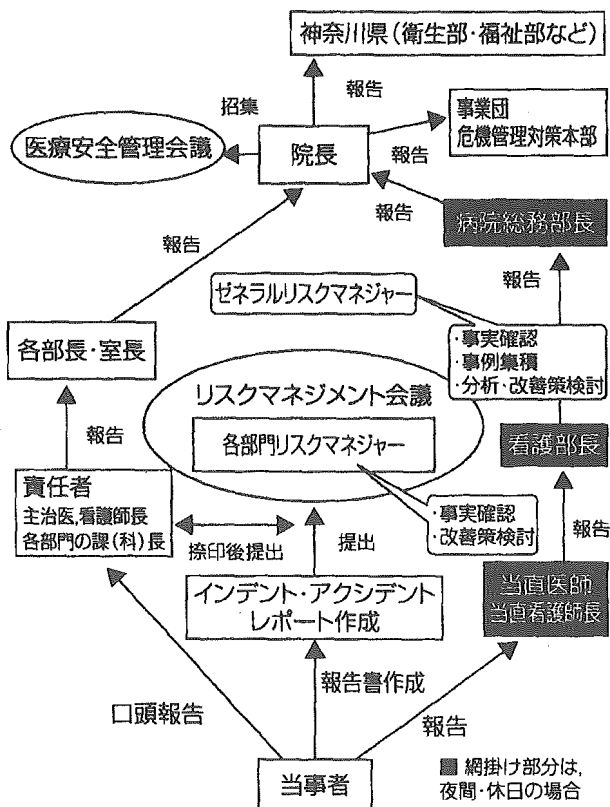 神奈川県（衛生部・福祉部など）
招集
報告
事業団
危機管理対策本部
医療安全管理会議
院長
報告
報告
病院総務部長
報告
報告
ゼネラルリスクマネジャー
各部長・室長
・事実確認
・事例集積
・分析・改善策検討
リスクマネジメント会議
各部門リスクマネジャー
看護部長
報告
責任者
主治医，看護師長
各部門の課（科）長
・事実確認
・改善策検討
報告
捺印後提出
提出
インデント・アクシデント
レポート作成
当直医師
当直看護師長
報告書作成
口頭報告
報告
当事者
■ 網掛け部分は，
夜間・休日の場合